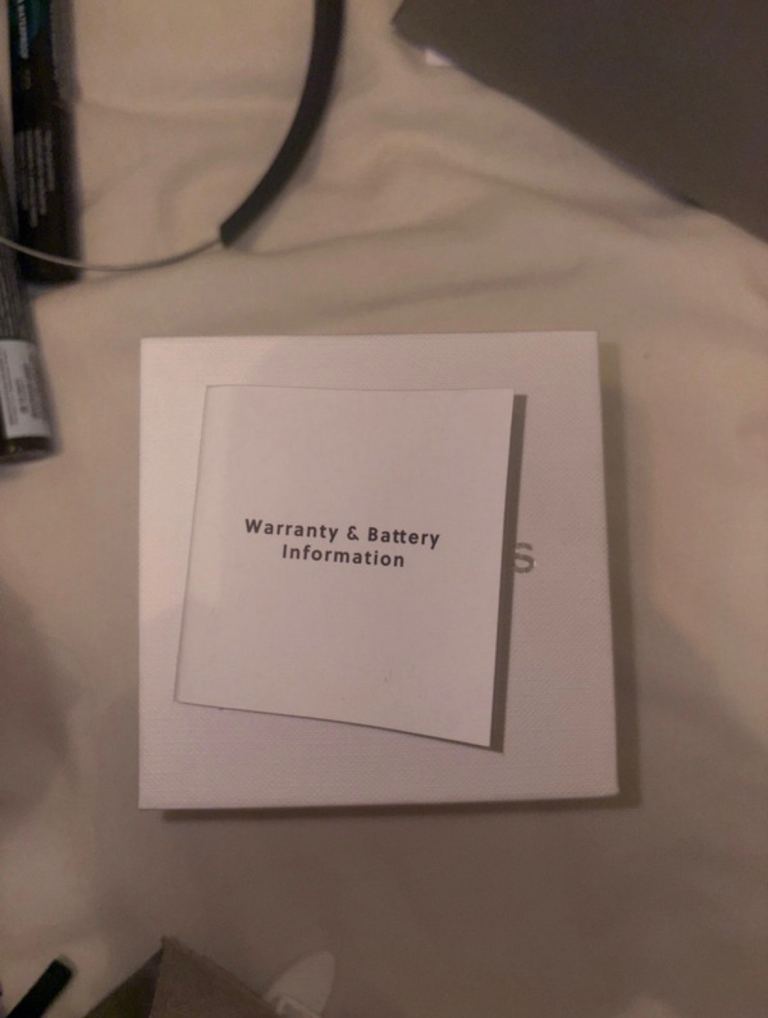 Warranty & Battery
Information
s